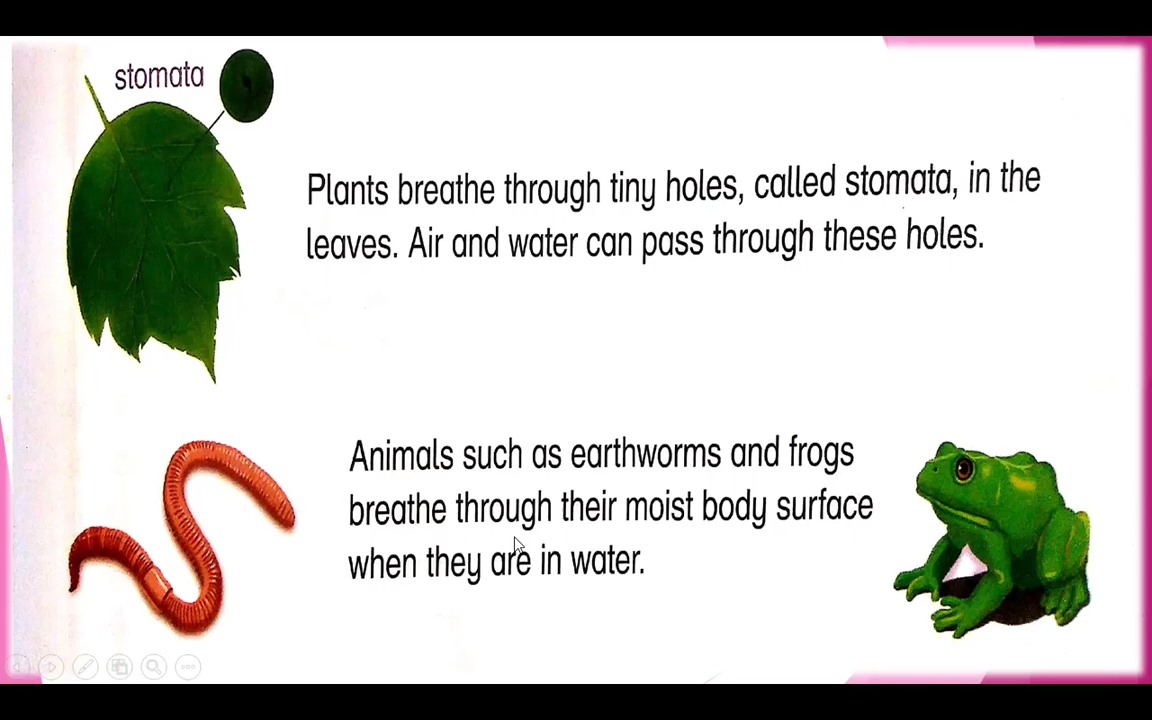 stomata
Plants breathe through tiny holes, called stomata, in the
leaves. Air and water can pass through these holes.
Animals such as earthworms and frogs
breathe through their moist body surface
when they are in water.